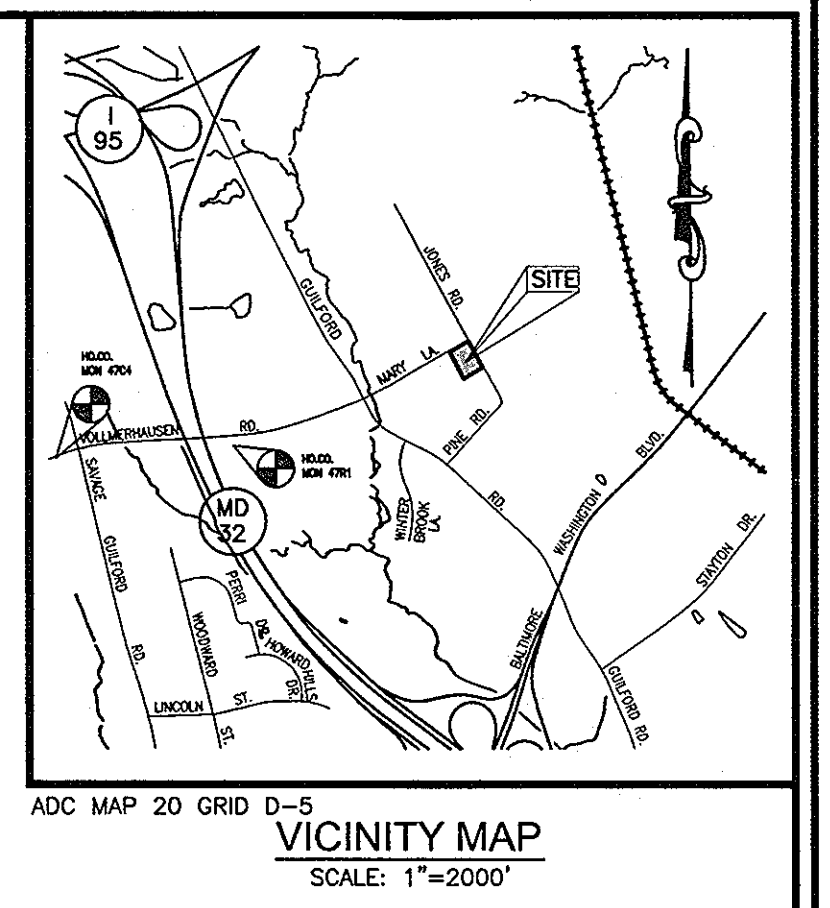 I
95
JONES RD.
SITE
GUILFORD
MARY LA.
HO.CO.
MON 47C4
VOLLMERHAUSEN RD.
HO.CO.
MON 47R1
PINE RD.
SAVAGE
GUILFORD
RD.
MD
32
WINTER
BROOK
LA.
RD.
BALTIMORE
WASHINGTON D
BLVD.
STAYTON DR.
PERRI
DR.
WOODWARD
ST.
HOWARD HILLS
DR.
LINCOLN ST.
GUILFORD RD.
ADC MAP 20 GRID D-5
VICINITY MAP
SCALE: 1"=2000'